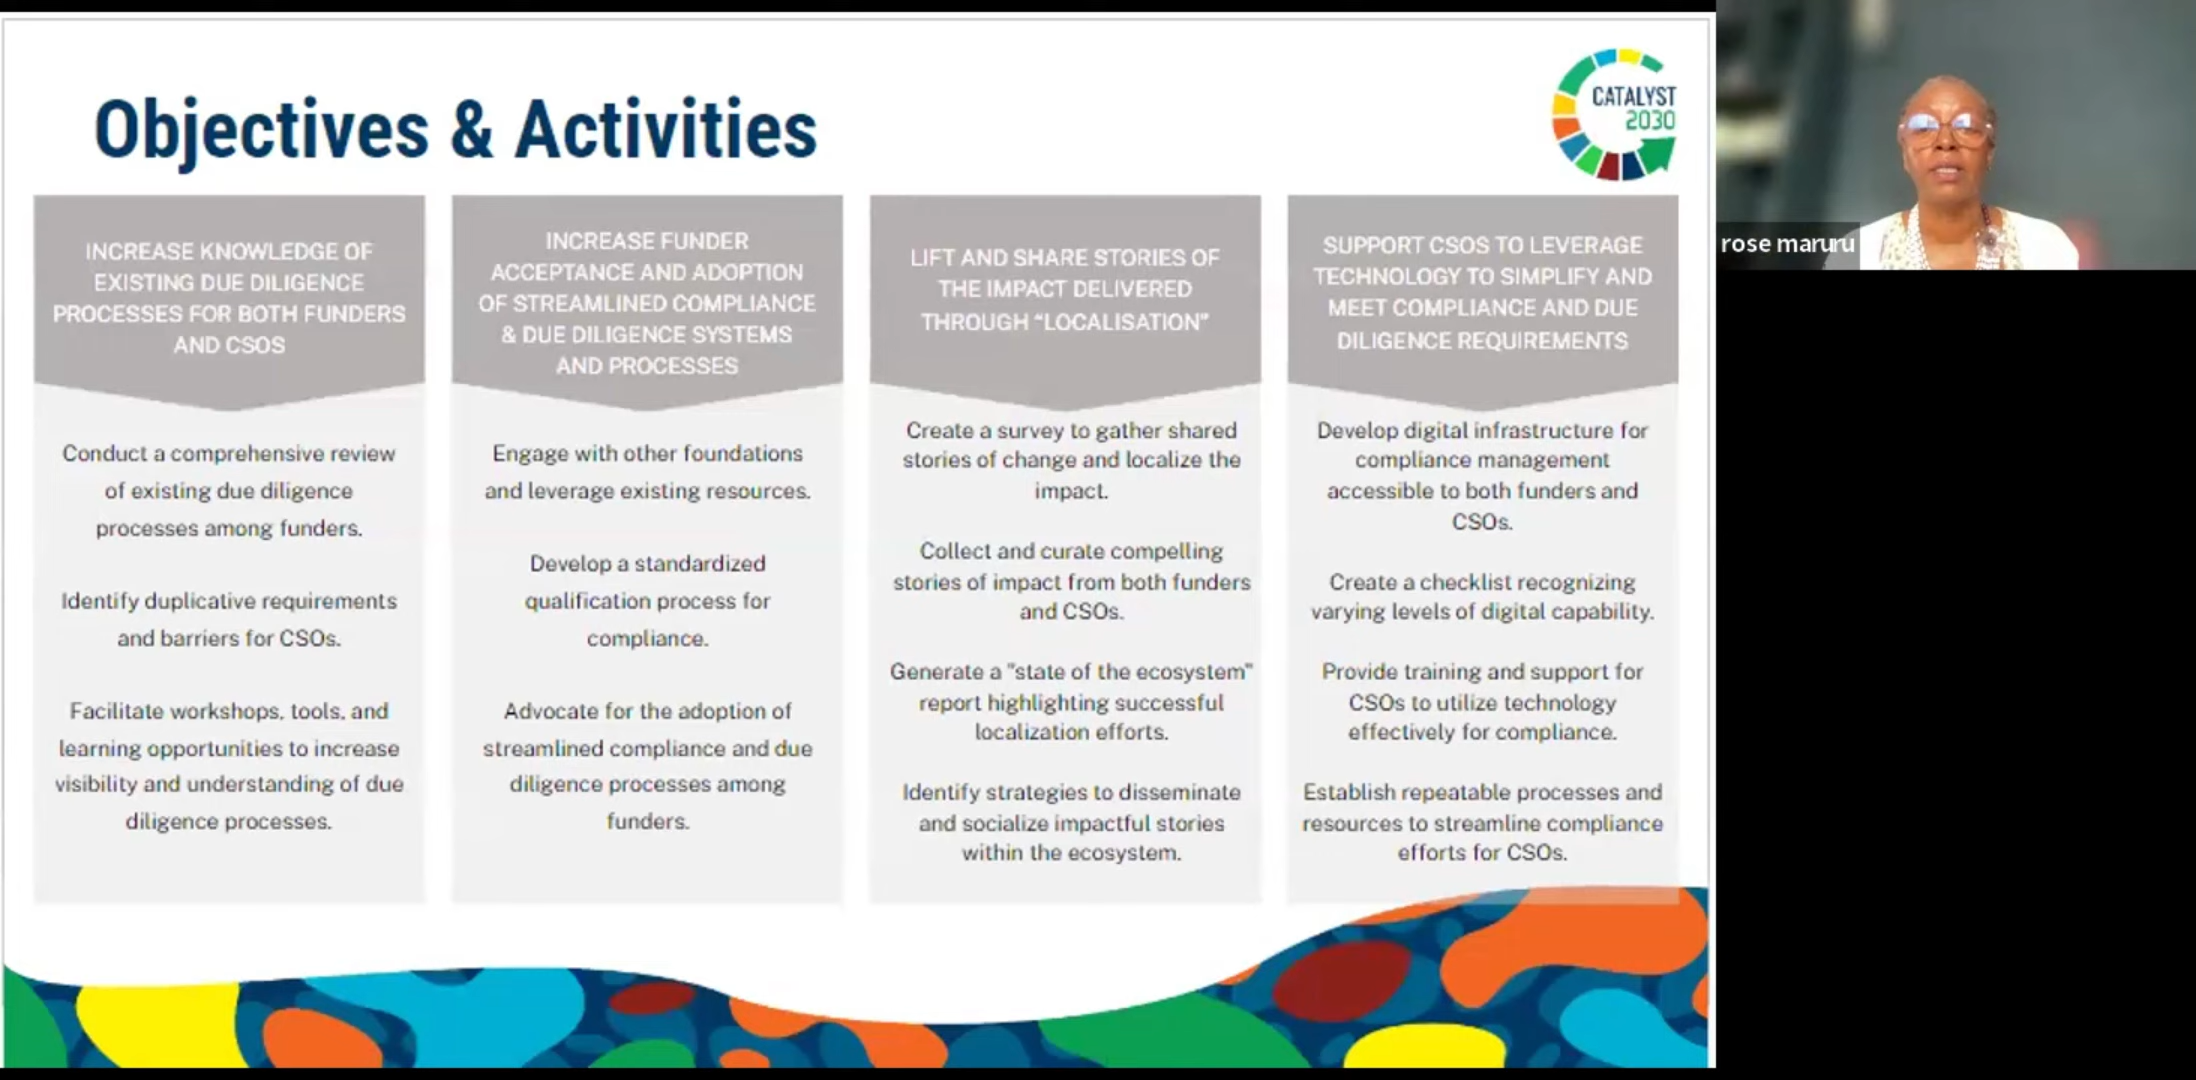 Objectives & Activities
CATALYST
2030
rose maruru
INCREASE KNOWLEDGE OF
EXISTING DUE DILIGENCE
PROCESSES FOR BOTH FUNDERS
AND CSOS
Conduct a comprehensive review
of existing due diligence
processes among funders.
Identify duplicative requirements
and barriers for CSOs.
Facilitate workshops, tools, and
learning opportunities to increase
visibility and understanding of due
diligence processes.
INCREASE FUNDER
ACCEPTANCE AND ADOPTION
OF STREAMLINED COMPLIANCE
& DUE DILIGENCE SYSTEMS
AND PROCESSES
Engage with other foundations
and leverage existing resources.
Develop a standardized
qualification process for
compliance.
Advocate for the adoption of
streamlined compliance and due
diligence processes among
funders.
LIFT AND SHARE STORIES OF
THE IMPACT DELIVERED
THROUGH “LOCALISATION”
Create a survey to gather shared
stories of change and localize the
impact.
Collect and curate compelling
stories of impact from both funders
and CSOs.
Generate a "state of the ecosystem"
report highlighting successful
localization efforts.
Identify strategies to disseminate
and socialize impactful stories
within the ecosystem.
SUPPORT CSOS TO LEVERAGE
TECHNOLOGY TO SIMPLIFY AND
MEET COMPLIANCE AND DUE
DILIGENCE REQUIREMENTS
Develop digital infrastructure for
compliance management
accessible to both funders and
CSOs.
Create a checklist recognizing
varying levels of digital capability.
Provide training and support for
CSOs to utilize technology
effectively for compliance.
Establish repeatable processes and
resources to streamline compliance
efforts for CSOs.